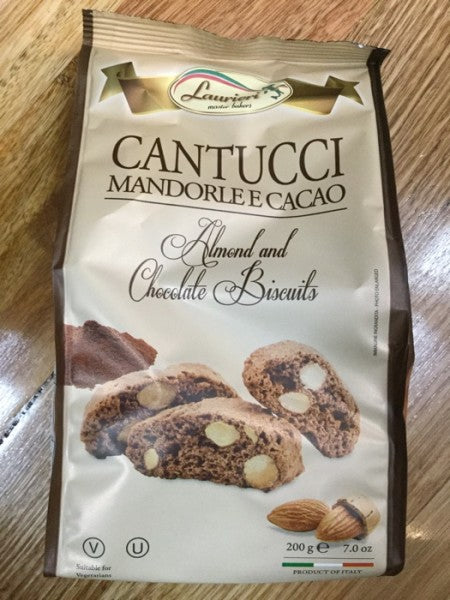 Laurieri
master bakers
CANTUCCI
MANDORLE E CACAO
Almond and
Chocolate Biscuits
V U
Suitable for
Vegetarians
200 g e 7.0 oz
PRODUCT OF ITALY